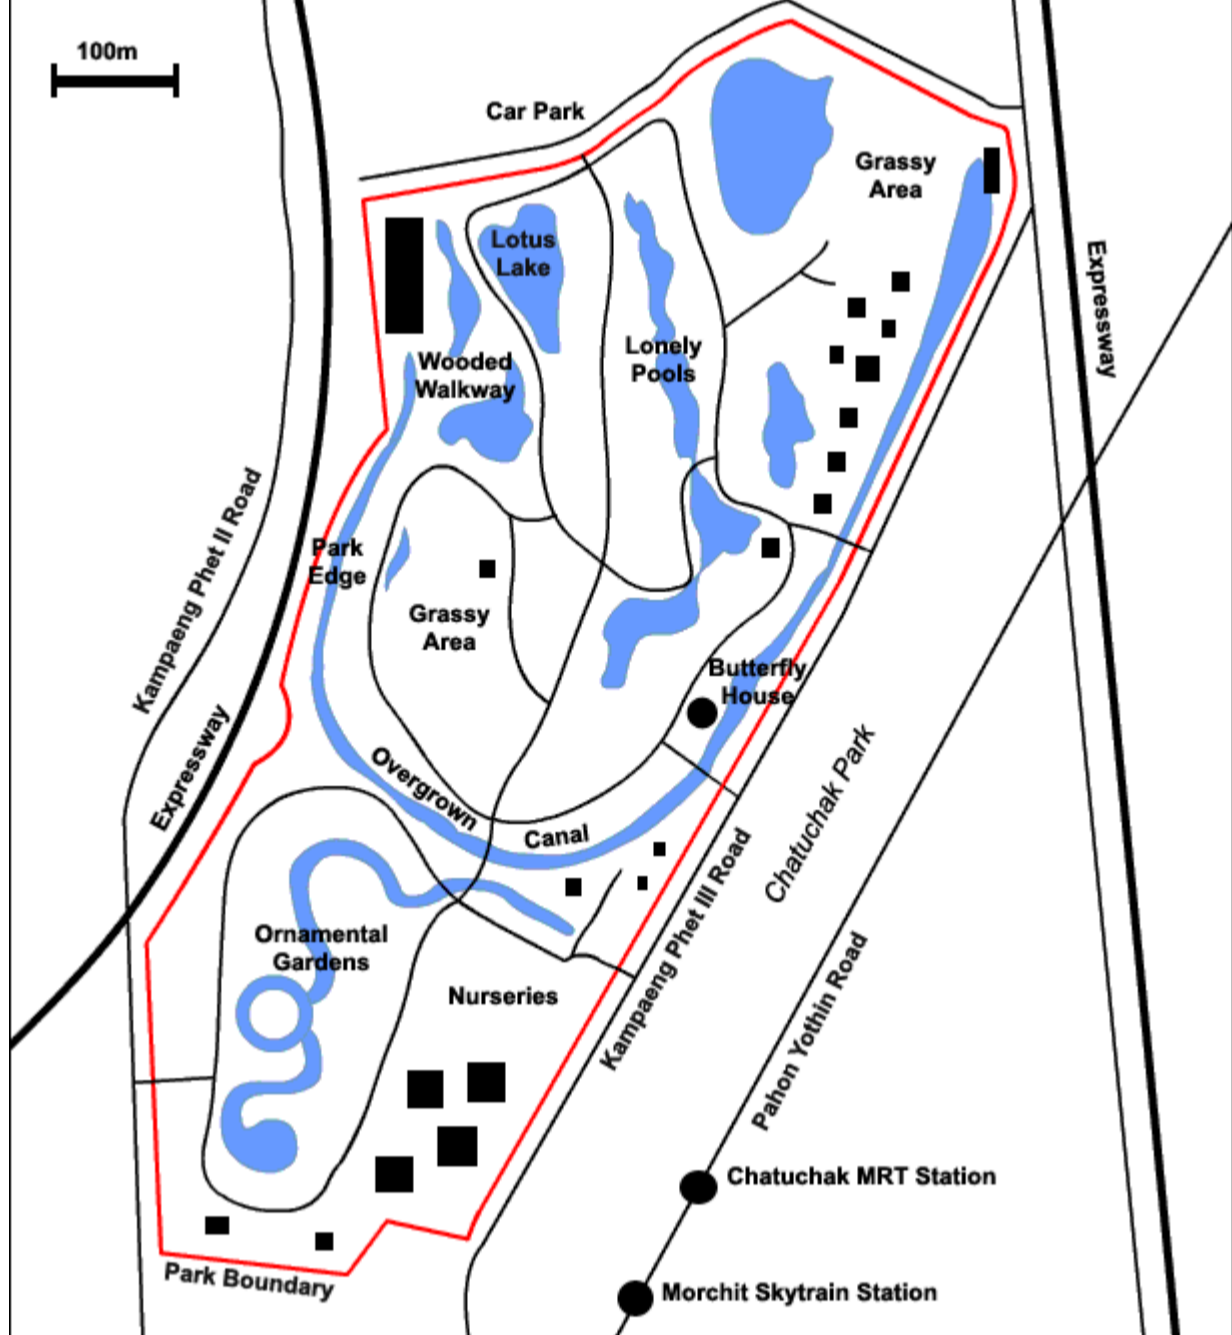 100m
Car Park
Grassy
Area
Lotus
Lake
Expressway
Lonely
Pools
Wooded
Walkway
Kampaeng Phet II Road
Park
Edge
Grassy
Area
Butterfly
House
Expressway
Overgrown
Canal
Chatuchak Park
Kampaeng Phet III Road
Ornamental
Gardens
Nurseries
Pahon Yothin Road
Chatuchak MRT Station
Park Boundary
Morchit Skytrain Station